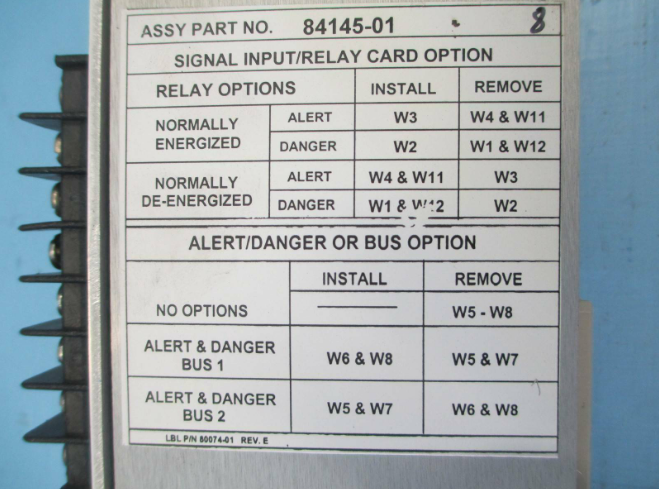 ASSY PART NO. 84145-01 8
SIGNAL INPUT/RELAY CARD OPTION
RELAY OPTIONS INSTALL REMOVE
NORMALLY ENERGIZED ALERT W3 W4 & W11
DANGER W2 W1 & W12
NORMALLY DE-ENERGIZED ALERT W4 & W11 W3
DANGER W1 & W12 W2
ALERT/DANGER OR BUS OPTION
INSTALL REMOVE
NO OPTIONS —— W5 - W8
ALERT & DANGER BUS 1 W6 & W8 W5 & W7
ALERT & DANGER BUS 2 W5 & W7 W6 & W8
LBL P/N 80074-01 REV. E